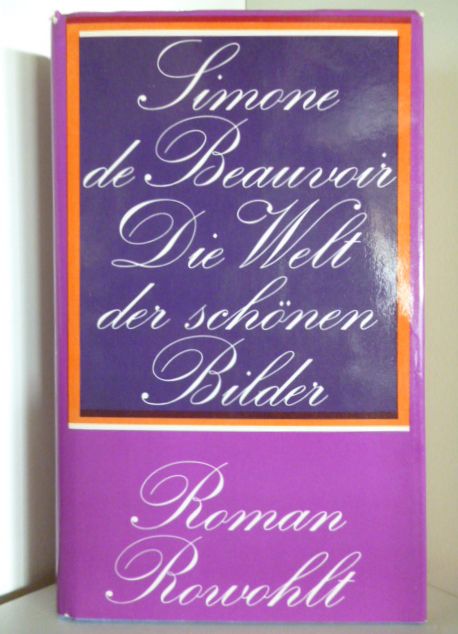 Simone
de Beauvoir
Die Welt
der schönen
Bilder
Roman
Rowohlt